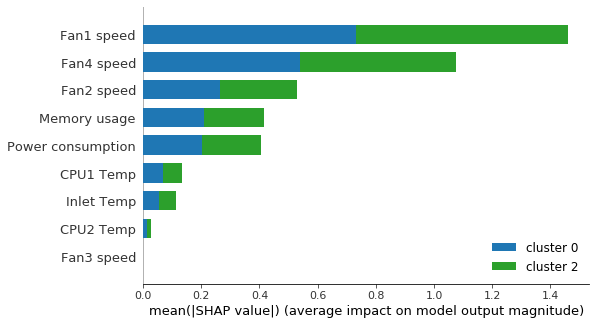 Fan1 speed
Fan4 speed
Fan2 speed
Memory usage
Power consumption
CPU1 Temp
Inlet Temp
CPU2 Temp
Fan3 speed
cluster 0
cluster 2
0.0 0.2 0.4 0.6 0.8 1.0 1.2 1.4
mean(|SHAP value|) (average impact on model output magnitude)